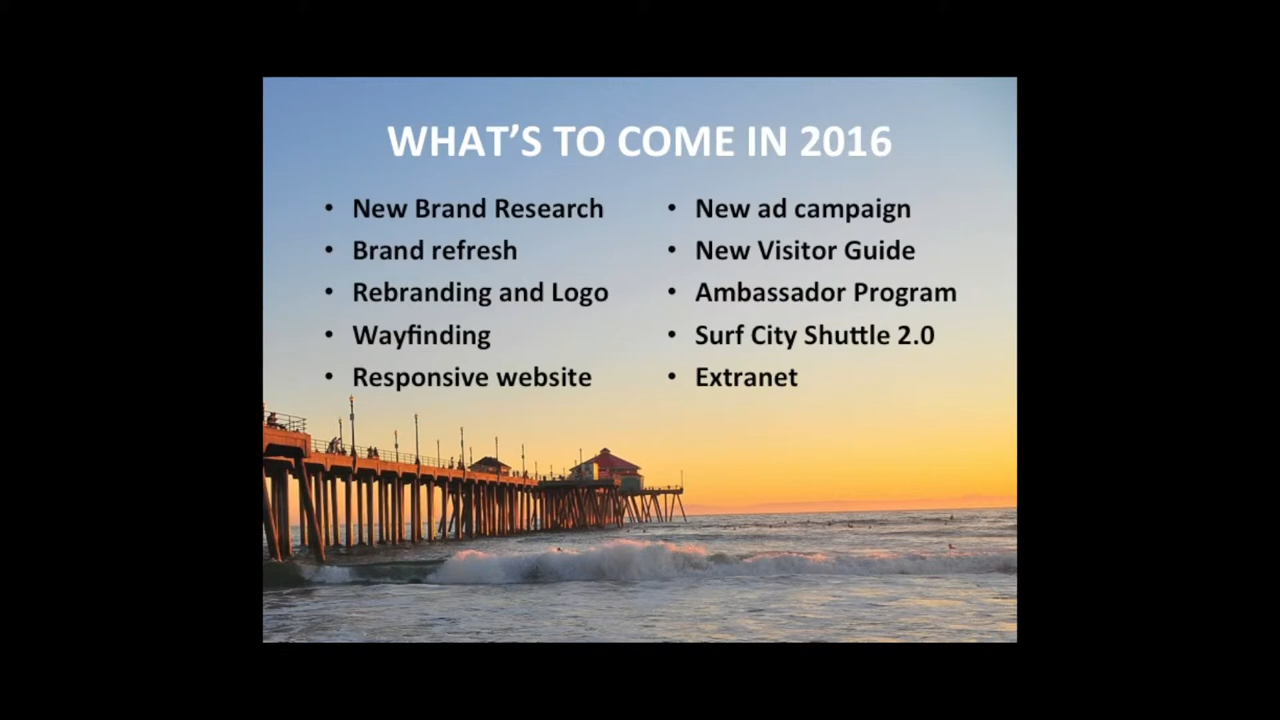 WHAT’S TO COME IN 2016
• New Brand Research
• Brand refresh
• Rebranding and Logo
• Wayfinding
• Responsive website
• New ad campaign
• New Visitor Guide
• Ambassador Program
• Surf City Shuttle 2.0
• Extranet